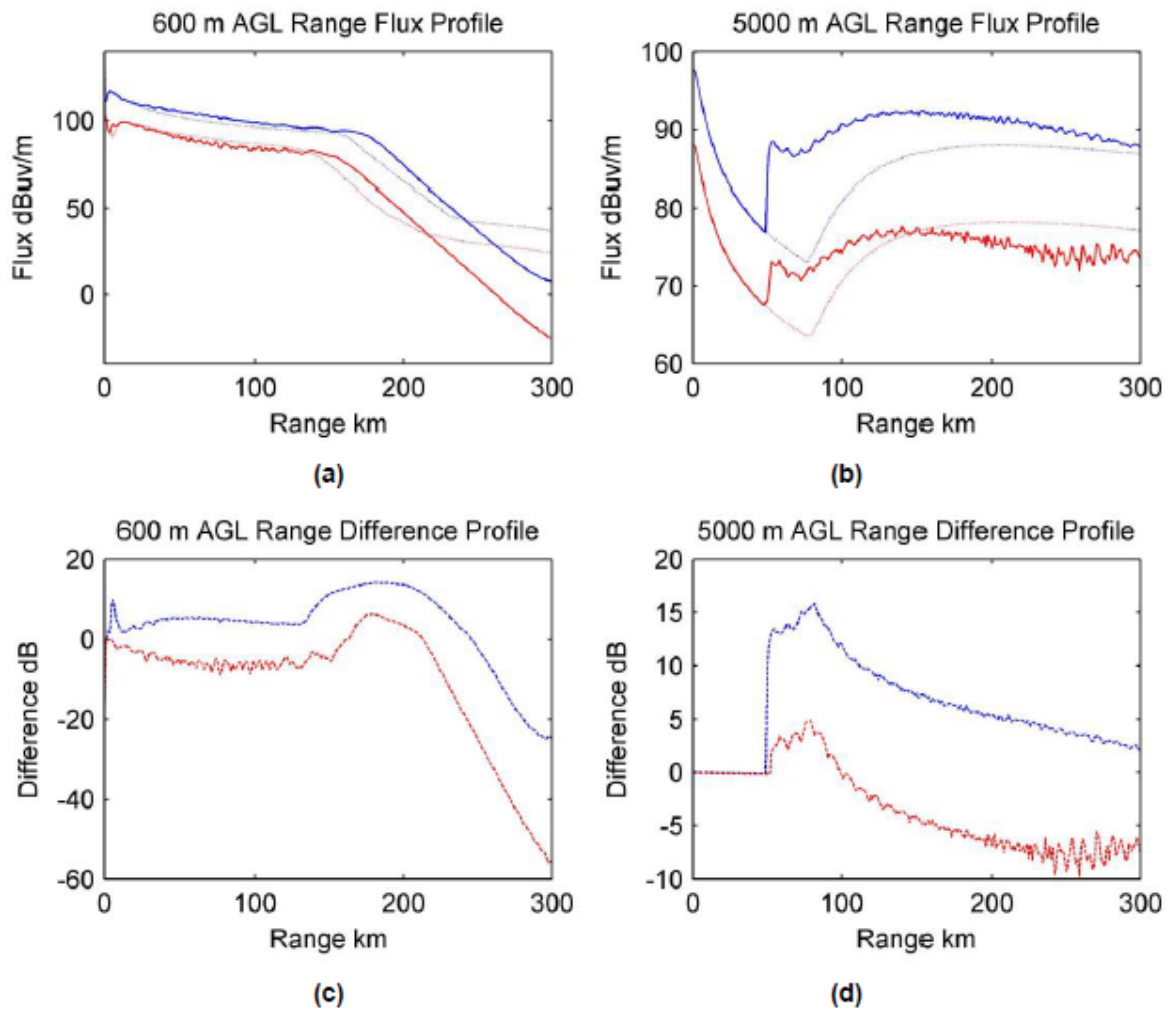 600 m AGL Range Flux Profile
Flux dBuv/m
100
50
0
0 100 200 300
Range km
(a)
5000 m AGL Range Flux Profile
Flux dBuv/m
100
90
80
70
60
0 100 200 300
Range km
(b)
600 m AGL Range Difference Profile
Difference dB
20
0
-20
-40
-60
0 100 200 300
Range km
(c)
5000 m AGL Range Difference Profile
Difference dB
20
15
10
5
0
-5
-10
0 100 200 300
Range km
(d)